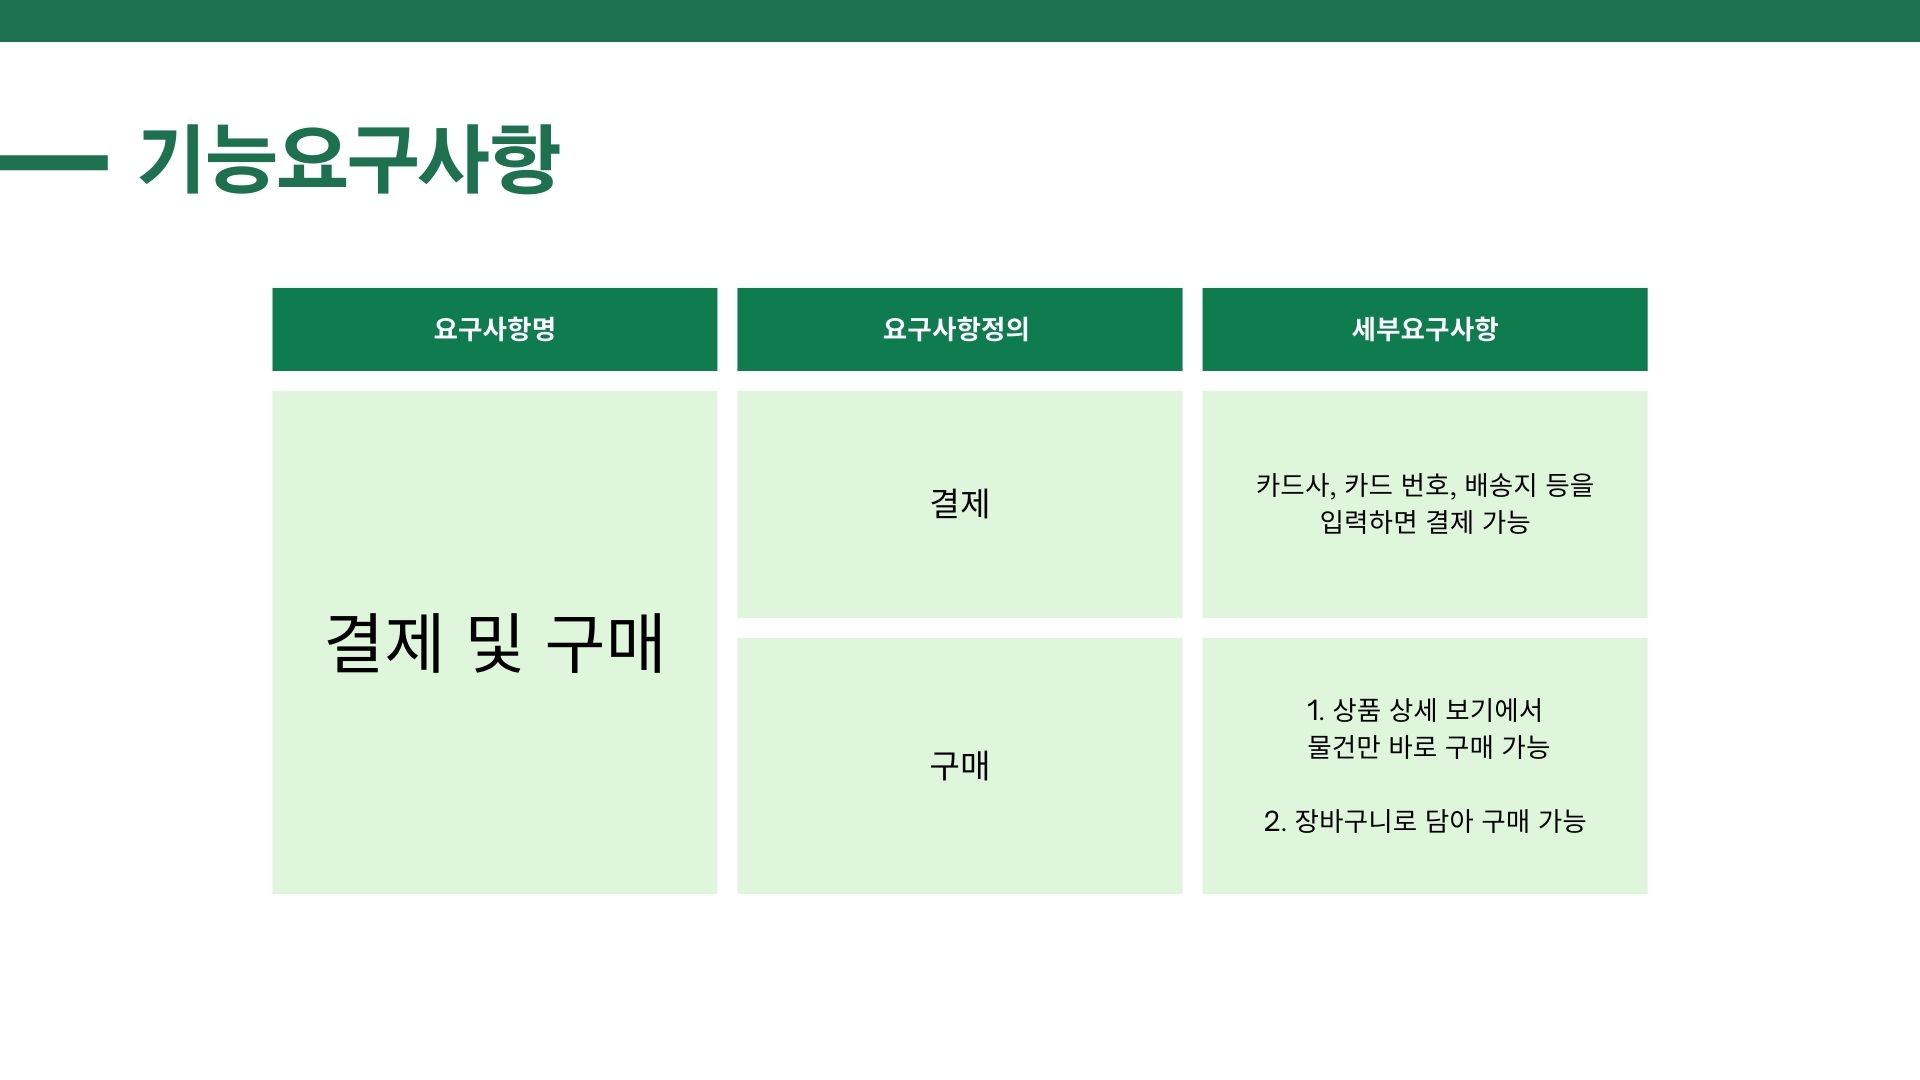 기능요구사항
요구사항명
요구사항정의
세부요구사항
결제 및 구매
결제
카드사, 카드 번호, 배송지 등을
입력하면 결제 가능
구매
1. 상품 상세 보기에서
물건만 바로 구매 가능
2. 장바구니로 담아 구매 가능